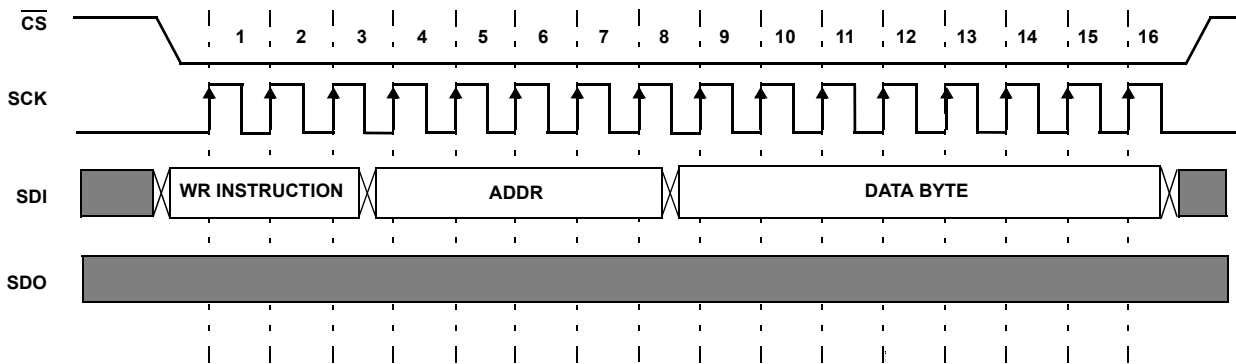 CS
1 2 3 4 5 6 7 8 9 10 11 12 13 14 15 16
SCK
SDI
WR INSTRUCTION ADDR DATA BYTE
SDO